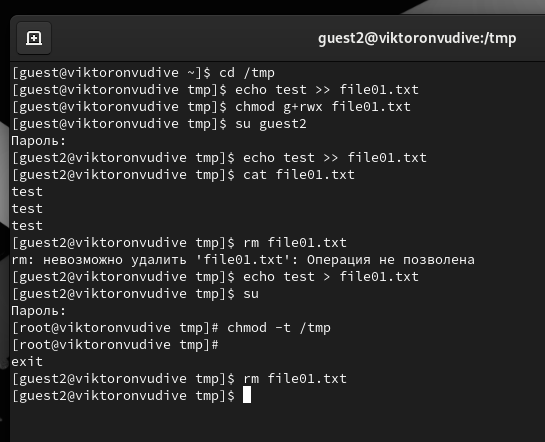 guest2@viktoronvudive:/tmp
[guest@viktoronvudive ~]$ cd /tmp
[guest@viktoronvudive tmp]$ echo test >> file01.txt
[guest@viktoronvudive tmp]$ chmod g+rwx file01.txt
[guest@viktoronvudive tmp]$ su guest2
Пароль:
[guest2@viktoronvudive tmp]$ echo test >> file01.txt
[guest2@viktoronvudive tmp]$ cat file01.txt
test
test
test
[guest2@viktoronvudive tmp]$ rm file01.txt
rm: невозможно удалить 'file01.txt': Операция не позволена
[guest2@viktoronvudive tmp]$ echo test > file01.txt
[guest2@viktoronvudive tmp]$ su
Пароль:
[root@viktoronvudive tmp]# chmod -t /tmp
[root@viktoronvudive tmp]#
exit
[guest2@viktoronvudive tmp]$ rm file01.txt
[guest2@viktoronvudive tmp]$